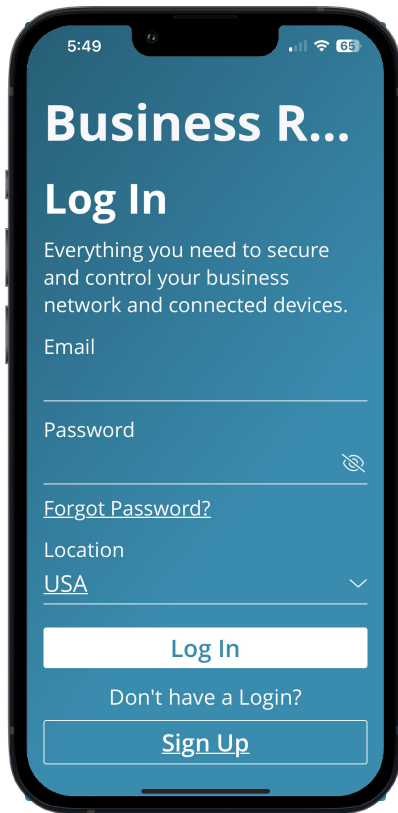 5:49
65
Business R...
Log In
Everything you need to secure
and control your business
network and connected devices.
Email
Password
Forgot Password?
Location
USA
Log In
Don't have a Login?
Sign Up